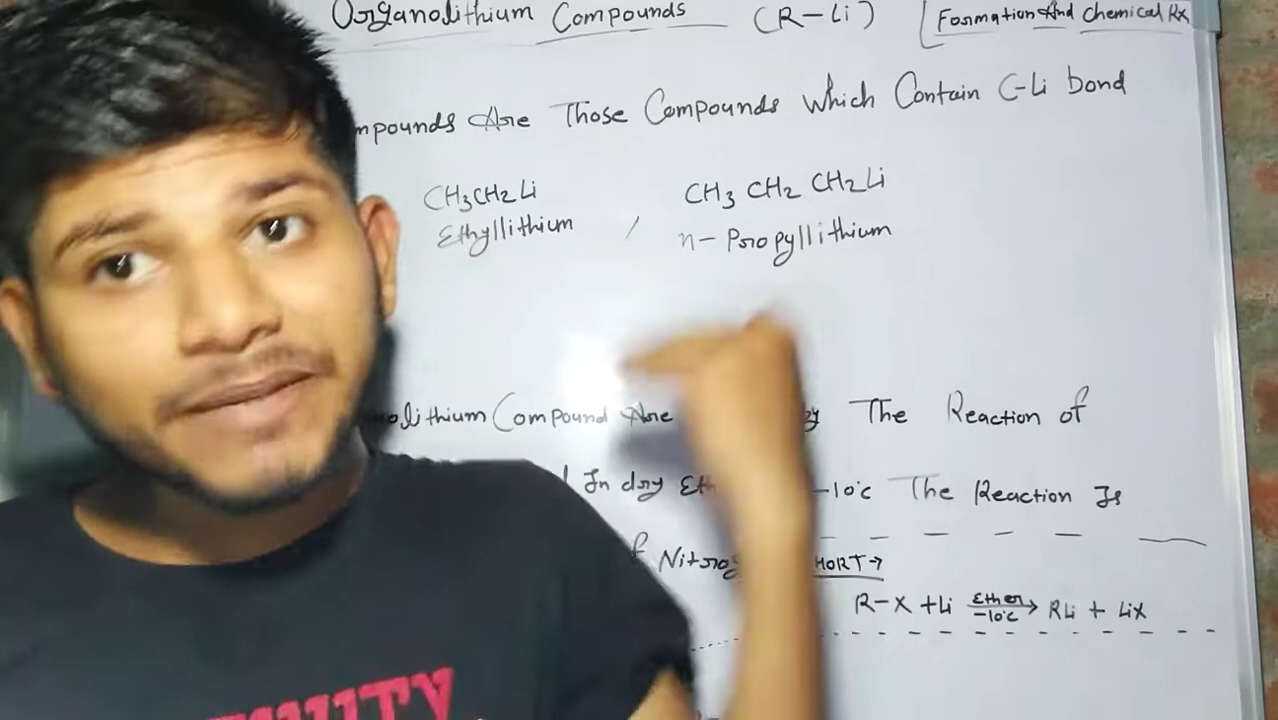 Organolithium Compounds (R-Li) [Formation And Chemical Rx
mpounds Are Those Compounds Which Contain C-Li bond
CH3CH2Li CH3 CH2 CH2Li
Ethyllithium / n- Propyllithium
olithium Compound Are The Reaction of
In dry -10°C The Reaction Is
SHORT→
R-X + Li Ether -10°C → RLi + LiX